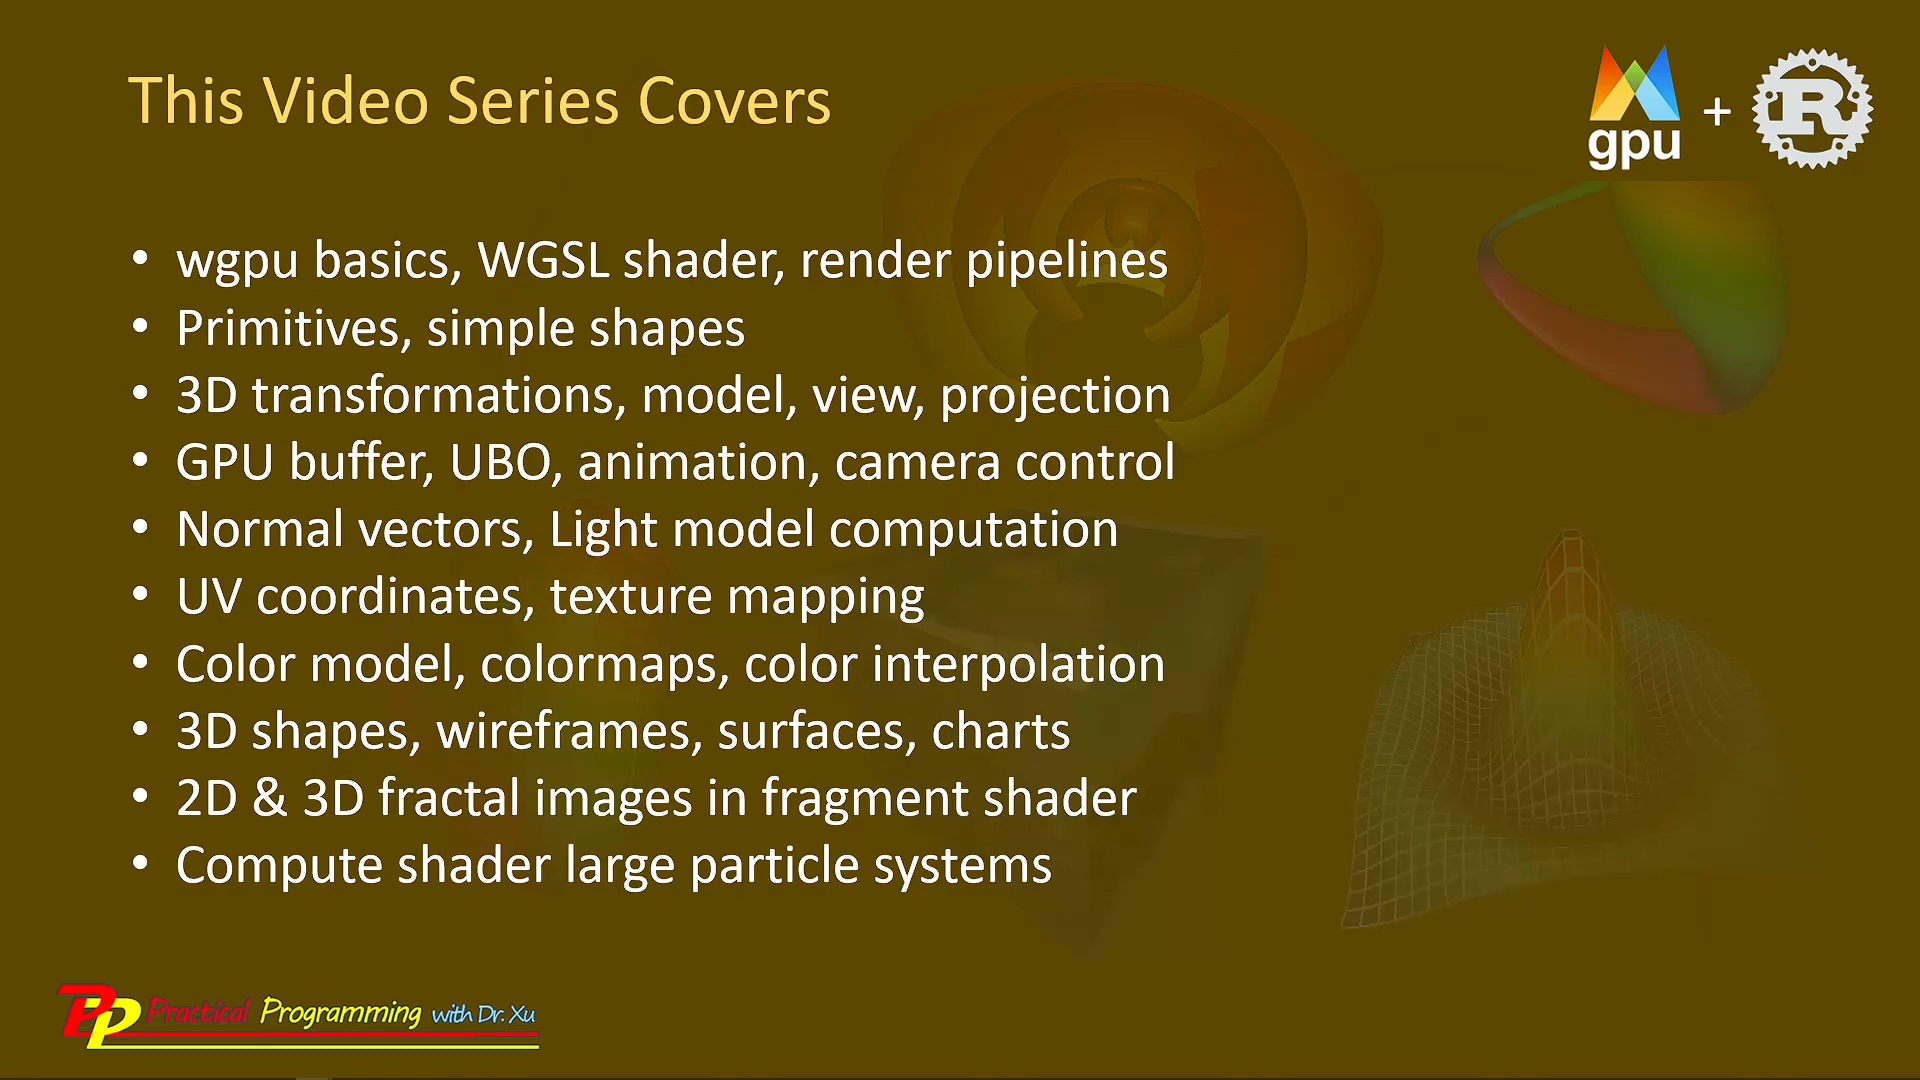 This Video Series Covers
gpu + R
• wgpu basics, WGSL shader, render pipelines
• Primitives, simple shapes
• 3D transformations, model, view, projection
• GPU buffer, UBO, animation, camera control
• Normal vectors, Light model computation
• UV coordinates, texture mapping
• Color model, colormaps, color interpolation
• 3D shapes, wireframes, surfaces, charts
• 2D & 3D fractal images in fragment shader
• Compute shader large particle systems
PP Practical Programming with Dr. Xu